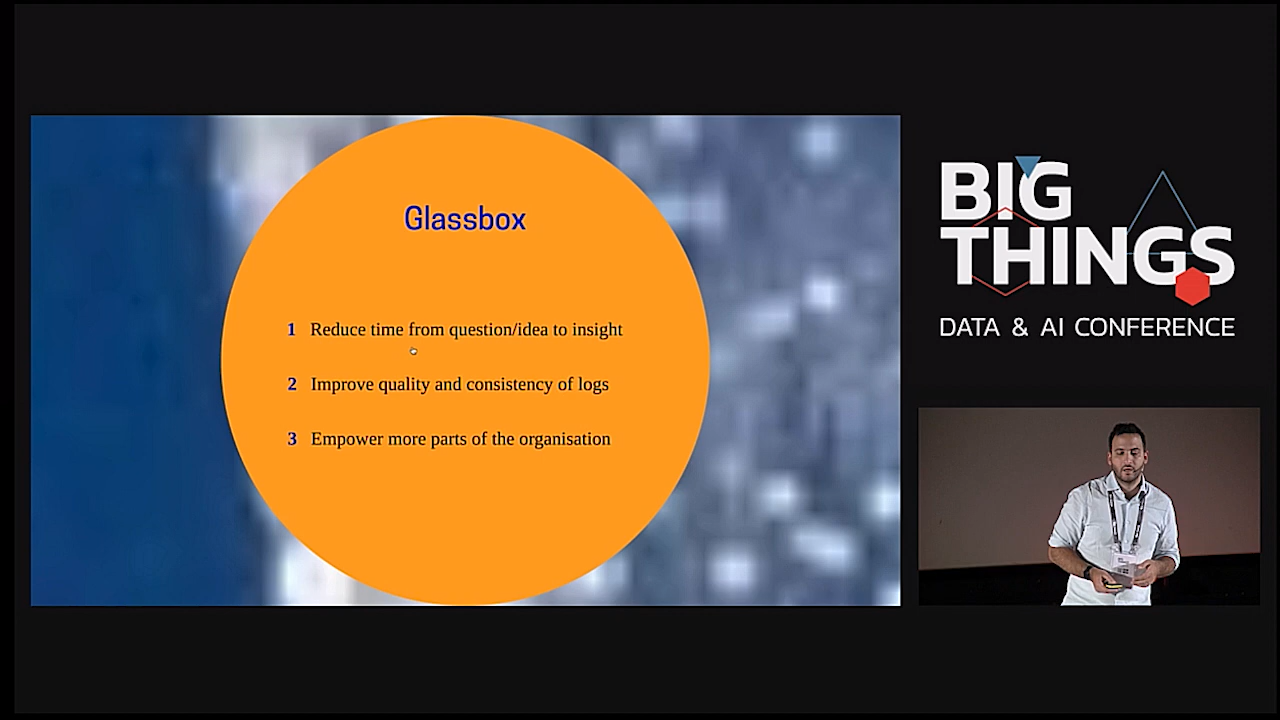 Glassbox
1 Reduce time from question/idea to insight
2 Improve quality and consistency of logs
3 Empower more parts of the organisation
BIG
THINGS
DATA & AI CONFERENCE